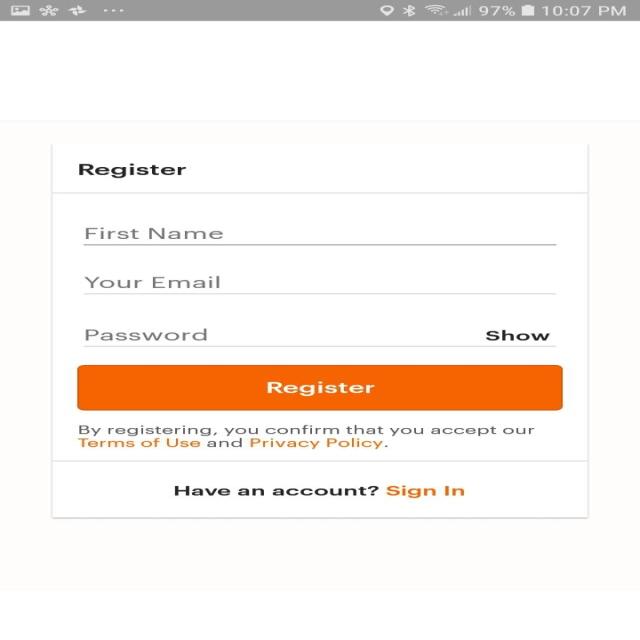 97% 10:07 PM
Register
First Name
Your Email
Password Show
Register
By registering, you confirm that you accept our
Terms of Use and Privacy Policy.
Have an account? Sign In